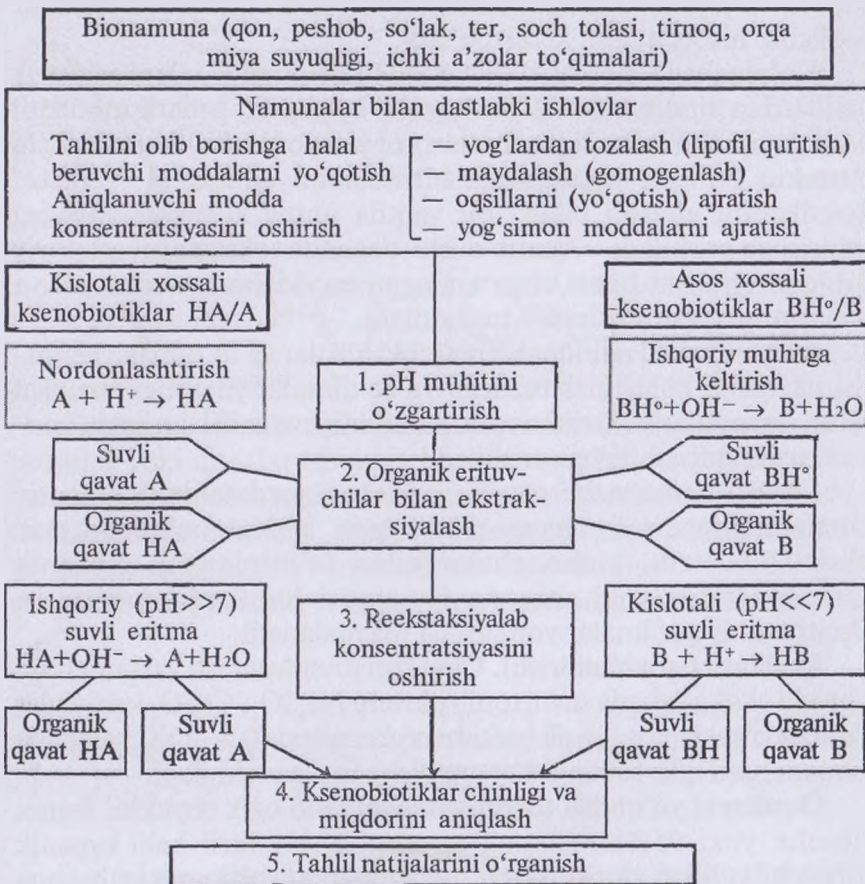 Bionamuna (qon, peshob, so‘lak, ter, soch tolasi, tirnoq, orqa
miya suyuqligi, ichki a’zolar to‘qimalari)
Namunalar bilan dastlabki ishlovlar
Tahlilni olib borishga halal
beruvchi moddalarni yo‘qotish
Aniqlanuvchi modda
konsentratsiyasini oshirish
– yog‘lardan tozalash (lipofil quritish)
– maydalash (gomogenlash)
– oqsillarni (yo‘qotish) ajratish
– yog‘simon moddalarni ajratish
Kislotali xossali
ksenobiotiklar HA/A
Asos xossali
ksenobiotiklar BH°/B
Nordonlashtirish
A⁻ + H⁺ → HA
1. pH muhitini
o‘zgartirish
Ishqoriy muhitga
keltirish
BH°+OH⁻ → B+H₂O
Suvli
qavat A
Organik
qavat HA
2. Organik erituv-
chilar bilan ekstrak-
siyalash
Suvli
qavat BH°
Organik
qavat B
Ishqoriy (pH>>7)
suvli eritma
HA+OH⁻ → A⁻+H₂O
3. Reekstaksiyalab
konsentratsiyasini
oshirish
Kislotali (pH<<7)
suvli eritma
B + H⁺ → HB
Organik
qavat HA
Suvli
qavat A
Suvli
qavat BH
Organik
qavat B
4. Ksenobiotiklar chinligi va
miqdorini aniqlash
5. Tahlil natijalarini o‘rganish